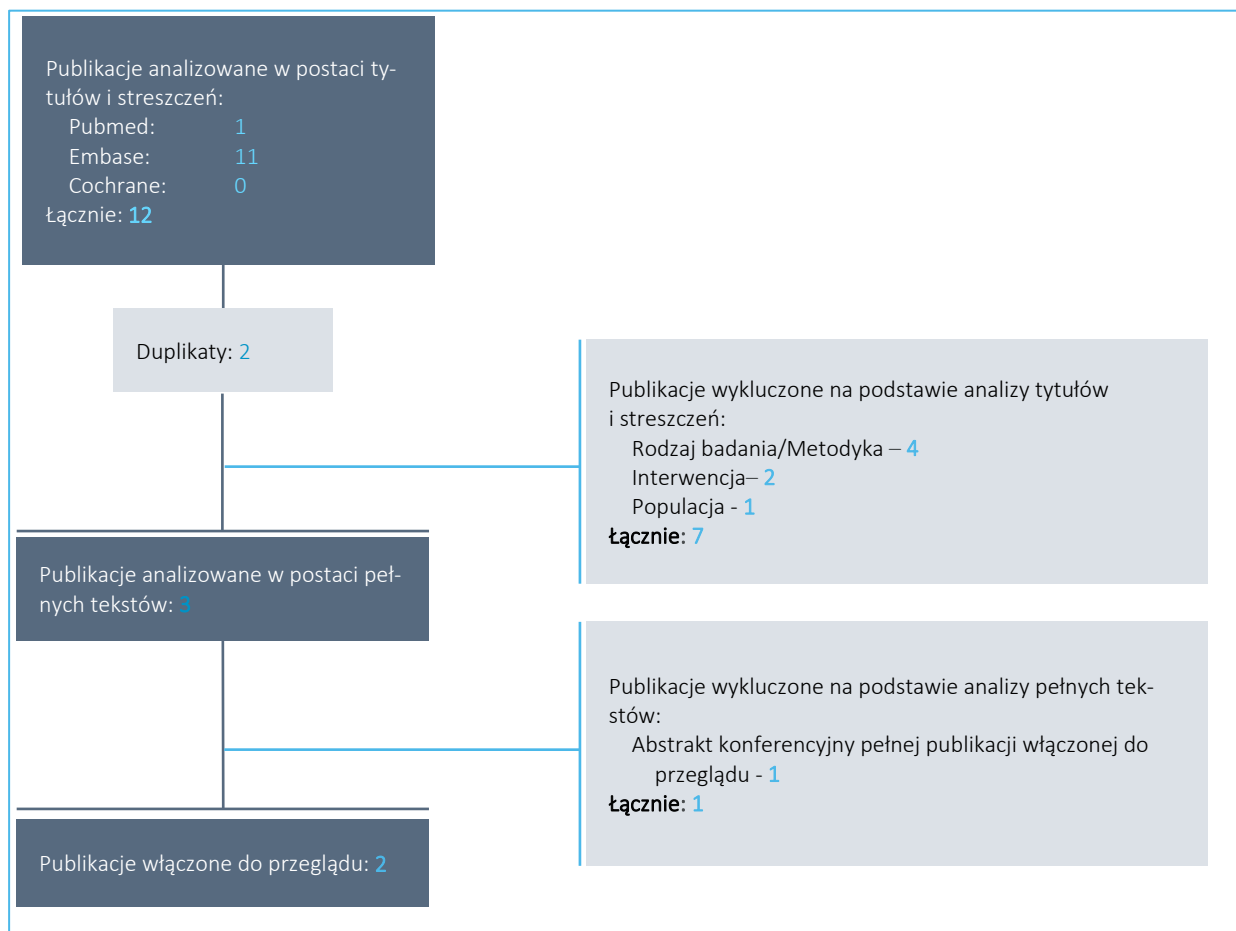 Publikacje analizowane w postaci ty-
tułów i streszczeń:
Pubmed: 1
Embase: 11
Cochrane: 0
Łącznie: 12
Duplikaty: 2
Publikacje wykluczone na podstawie analizy tytułów
i streszczeń:
Rodzaj badania/Metodyka – 4
Interwencja– 2
Populacja - 1
Łącznie: 7
Publikacje analizowane w postaci peł-
nych tekstów: 3
Publikacje wykluczone na podstawie analizy pełnych tek-
stów:
Abstrakt konferencyjny pełnej publikacji włączonej do
przeglądu - 1
Łącznie: 1
Publikacje włączone do przeglądu: 2